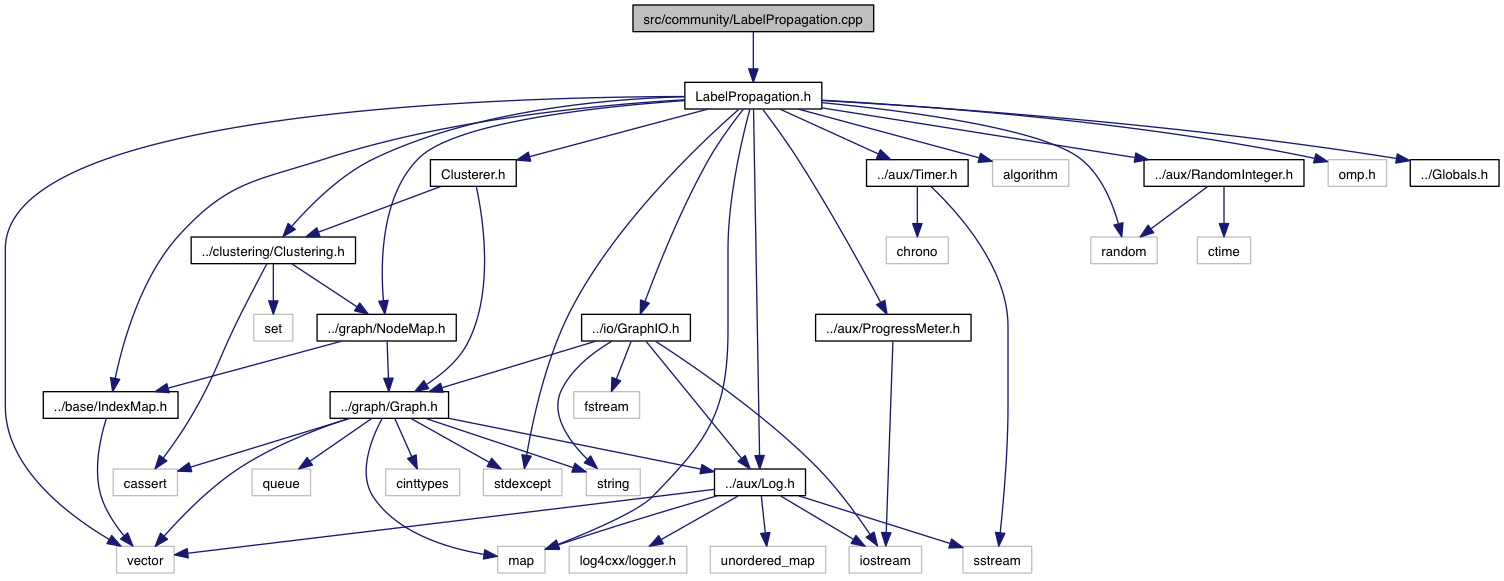 src/community/LabelPropagation.cpp
LabelPropagation.h
Clusterer.h
../aux/Timer.h
algorithm
../aux/RandomInteger.h
omp.h
../Globals.h
../clustering/Clustering.h
chrono
random
ctime
set
../graph/NodeMap.h
../io/GraphIO.h
../aux/ProgressMeter.h
../base/IndexMap.h
../graph/Graph.h
fstream
cassert
queue
cinttypes
stdexcept
string
../aux/Log.h
vector
map
log4cxx/logger.h
unordered_map
iostream
sstream